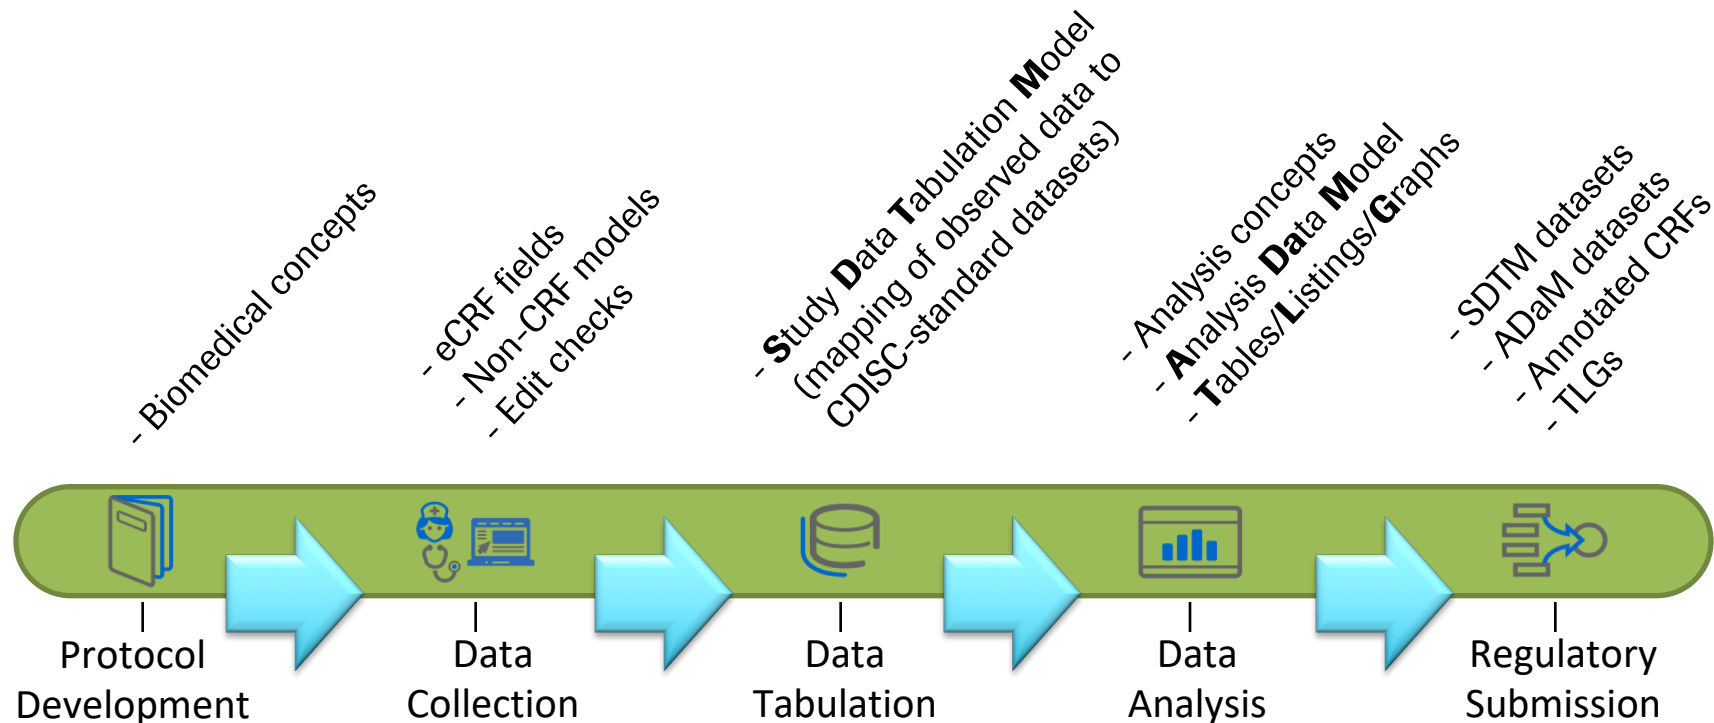 - Biomedical concepts
- eCRF fields
- Non-CRF models
- Edit checks
- Study Data Tabulation Model
(mapping of observed data to
CDISC-standard datasets)
- Analysis concepts
- Analysis Data Model
- Tables/Listings/Graphs
- SDTM datasets
- ADaM datasets
- Annotated CRFs
- TLGs
Protocol
Development
Data
Collection
Data
Tabulation
Data
Analysis
Regulatory
Submission